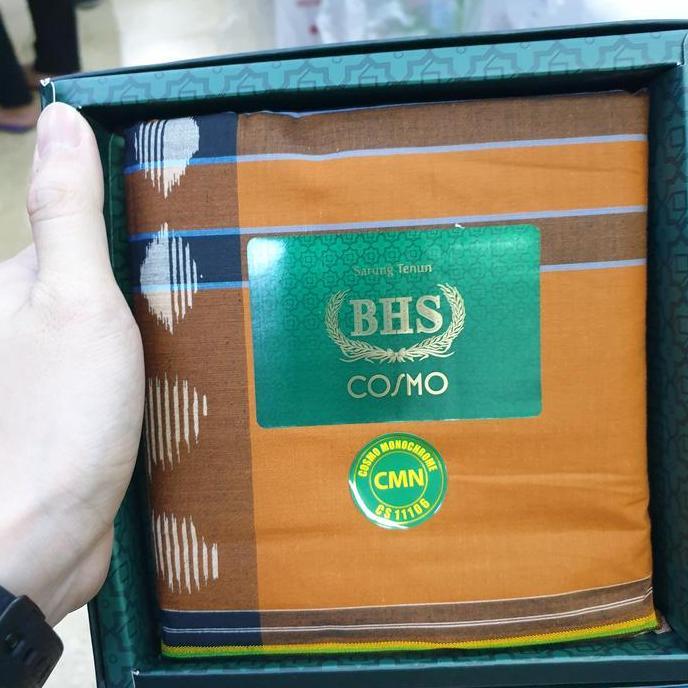 Sarung Tenun
BHS
COSMO
COSMO MONOCHROME
CMN
CS 11106